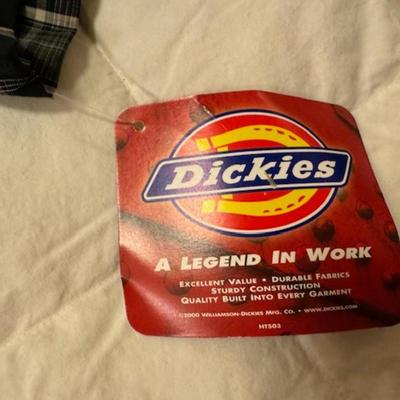 Dickies
A LEGEND IN WORK
EXCELLENT VALUE • DURABLE FABRICS
STURDY CONSTRUCTION
QUALITY BUILT INTO EVERY GARMENT
©2000 WILLIAMSON-DICKIES MFG. CO. • WWW.DICKIES.COM
HTS03